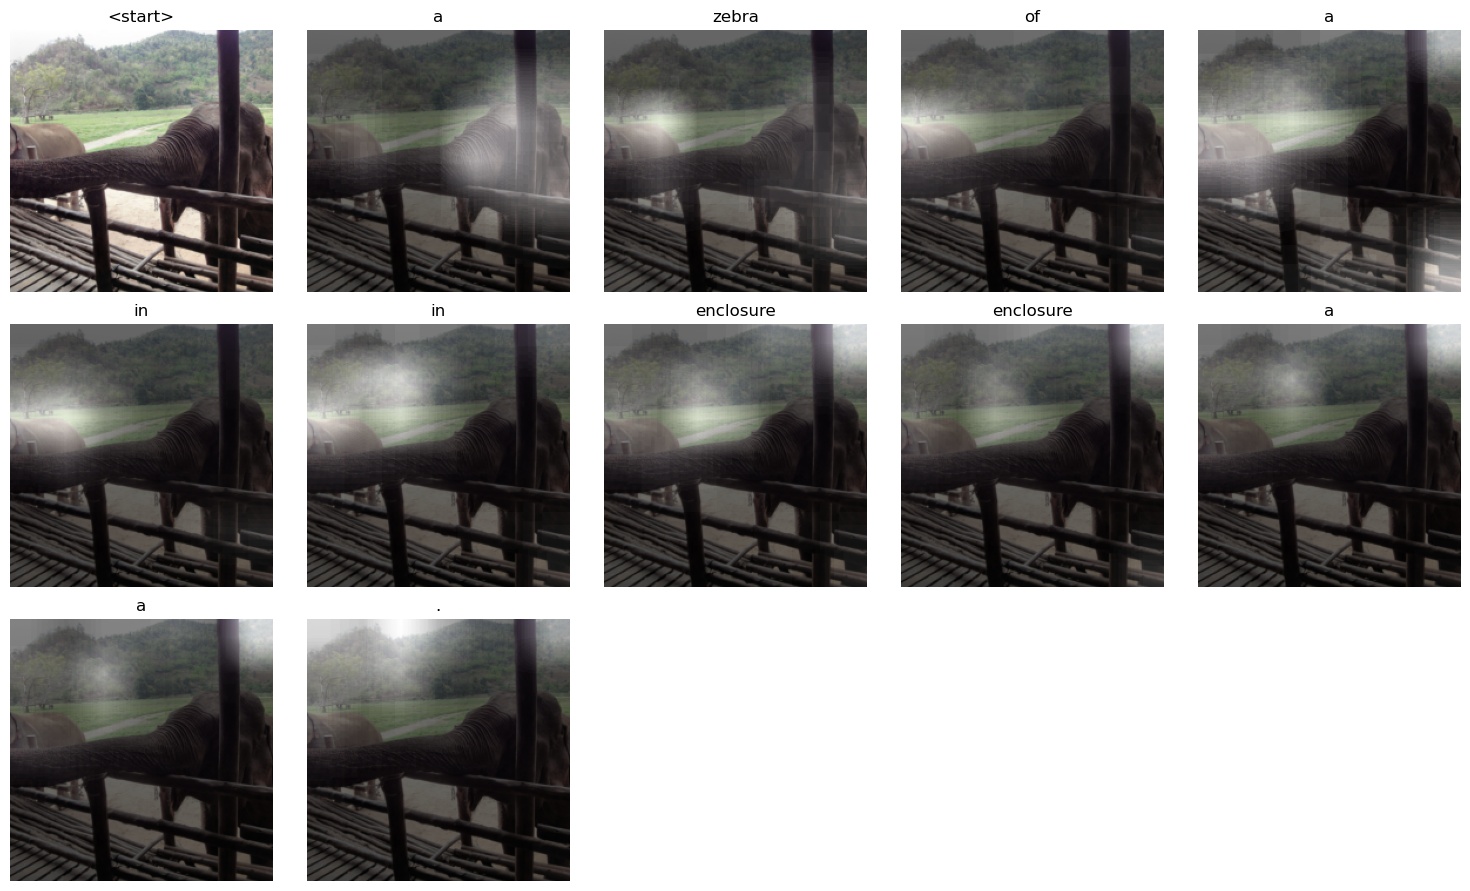 <start> a zebra of a
in in enclosure enclosure a
a .